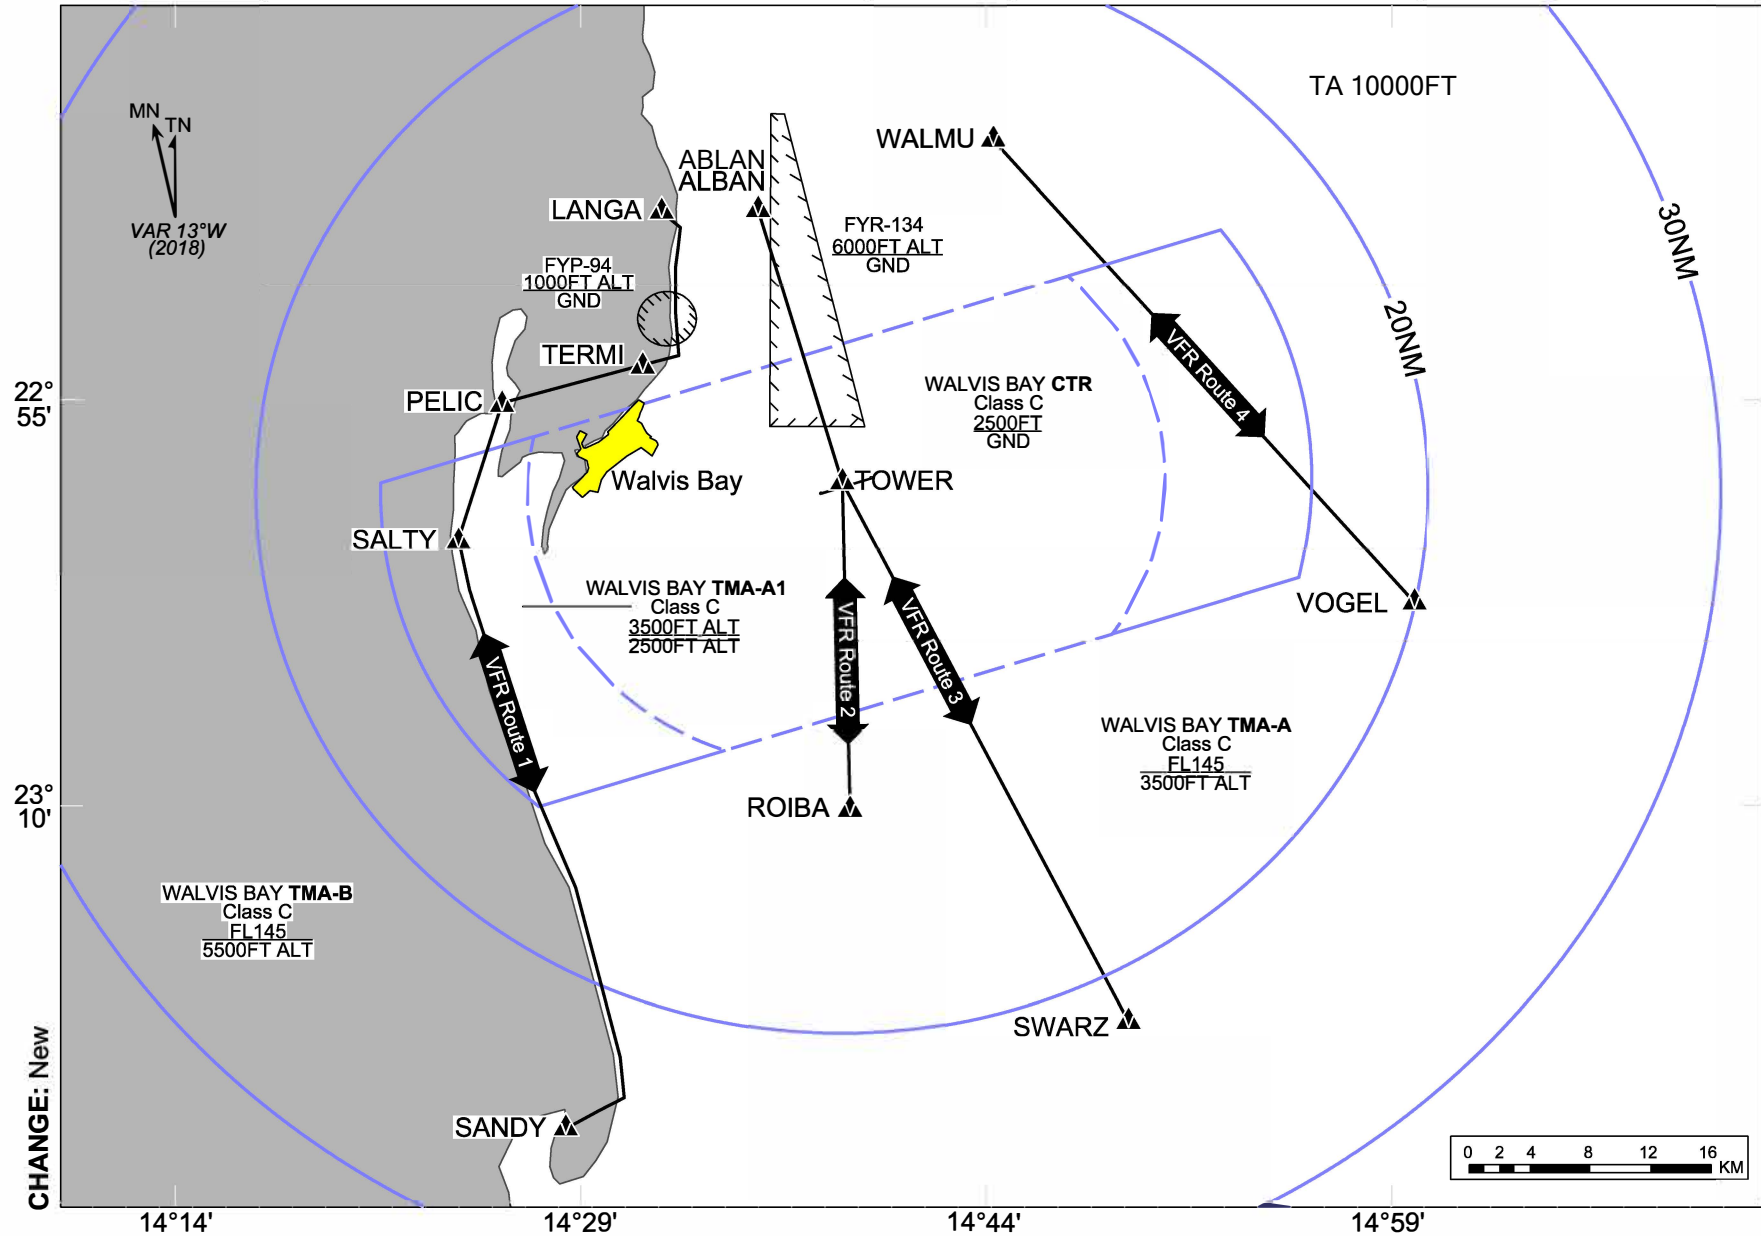 TA 10000FT
MN
TN
VAR 13°W
(2018)
WALMU
ABLAN
ALBAN
LANGA
FYR-134
6000FT ALT
GND
30NM
FYP-94
1000FT ALT
GND
20NM
TERMI
VFR Route 4
WALVIS BAY CTR
Class C
2500FT
GND
22°
55'
PELIC
Walvis Bay
TOWER
SALTY
WALVIS BAY TMA-A1
Class C
3500FT ALT
2500FT ALT
VOGEL
VFR Route 1
VFR Route 2
VFR Route 3
WALVIS BAY TMA-A
Class C
FL145
3500FT ALT
23°
10'
ROIBA
WALVIS BAY TMA-B
Class C
FL145
5500FT ALT
SWARZ
CHANGE: New
SANDY
0 2 4 8 12 16
KM
14°14' 14°29' 14°44' 14°59'